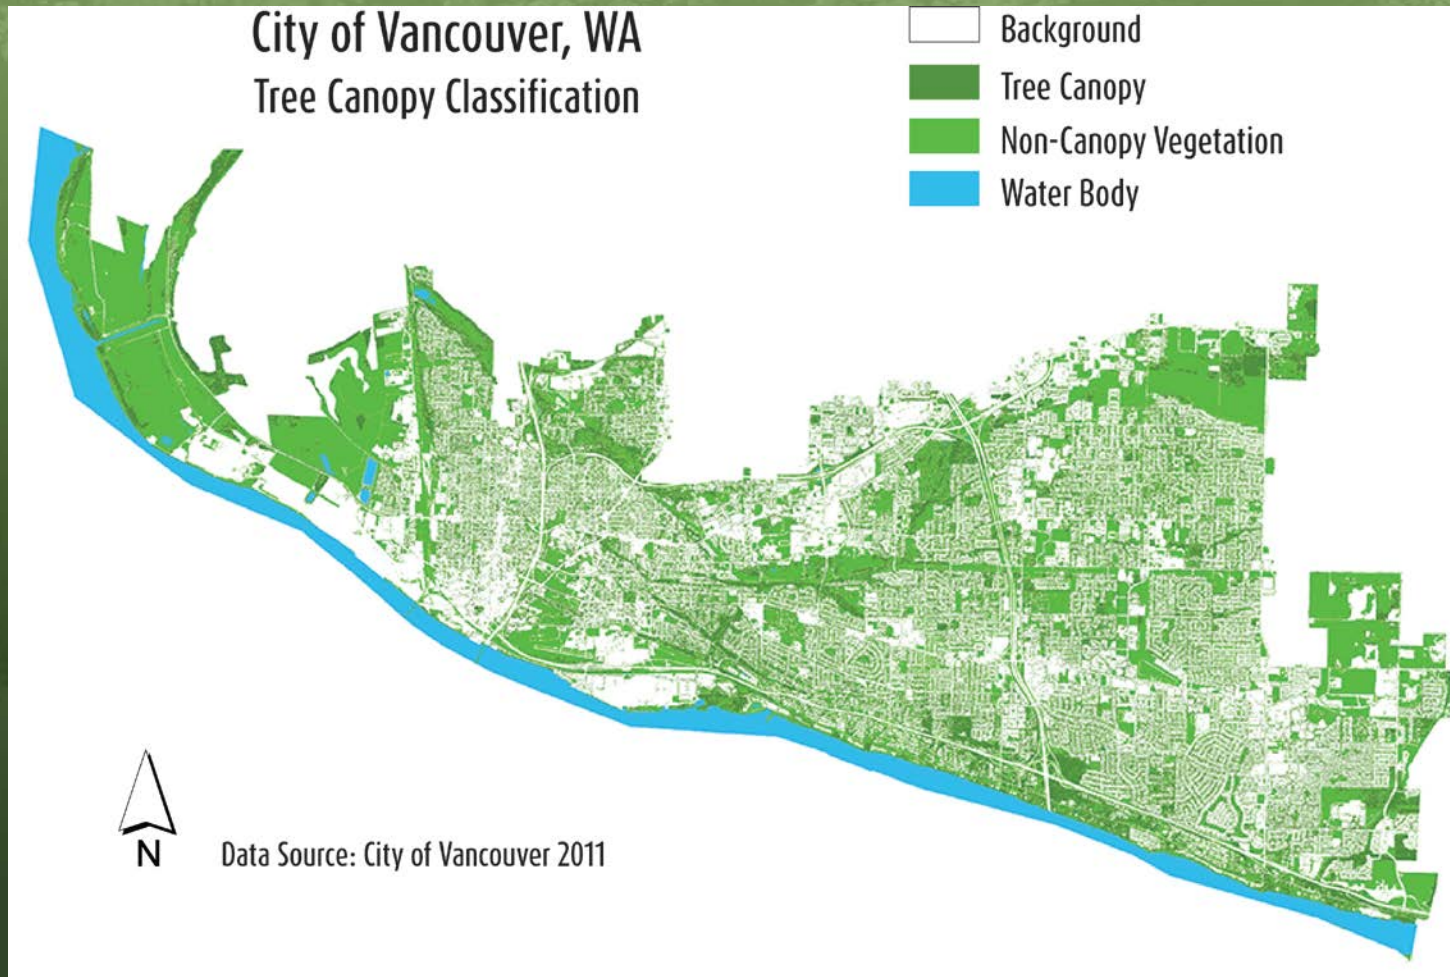 City of Vancouver, WA
Tree Canopy Classification
Background
Tree Canopy
Non-Canopy Vegetation
Water Body
N
Data Source: City of Vancouver 2011